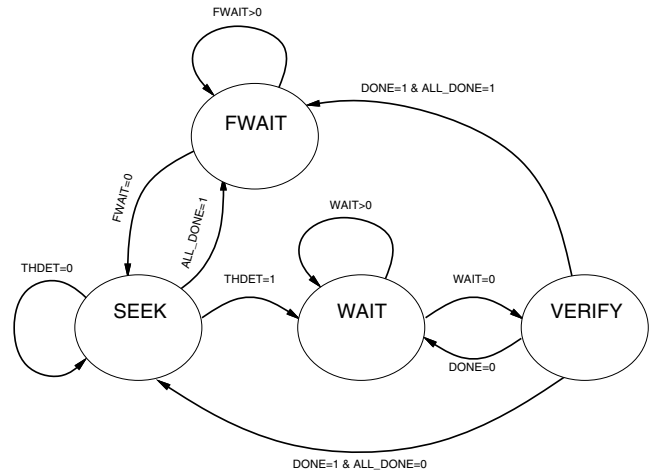 FWAIT>0
DONE=1 & ALL_DONE=1
FWAIT
FWAIT=0
ALL_DONE=1
WAIT>0
THDET=0
THDET=1
WAIT=0
SEEK
WAIT
VERIFY
DONE=0
DONE=1 & ALL_DONE=0